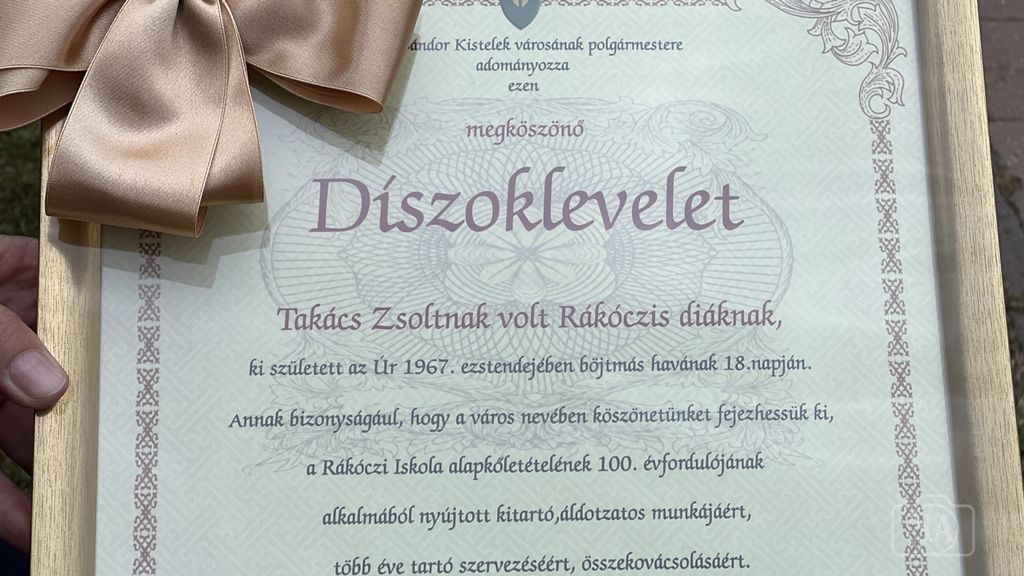 Kistelek városának polgármestere
adományozza
ezen
megköszönő
Díszoklevelet
Takács Zsoltnak volt Rákóczis diáknak,
ki született az Úr 1967. ezstendejében böjtmás havának 18.napján.
Annak bizonyságául, hogy a város nevében köszönetünket fejezhessük ki,
a Rákóczi Iskola alapkőletételének 100. évfordulójának
alkalmából nyújtott kitartó,áldotzatos munkájáért,
több éve tartó szervezéséért, összekovácsolásáért.